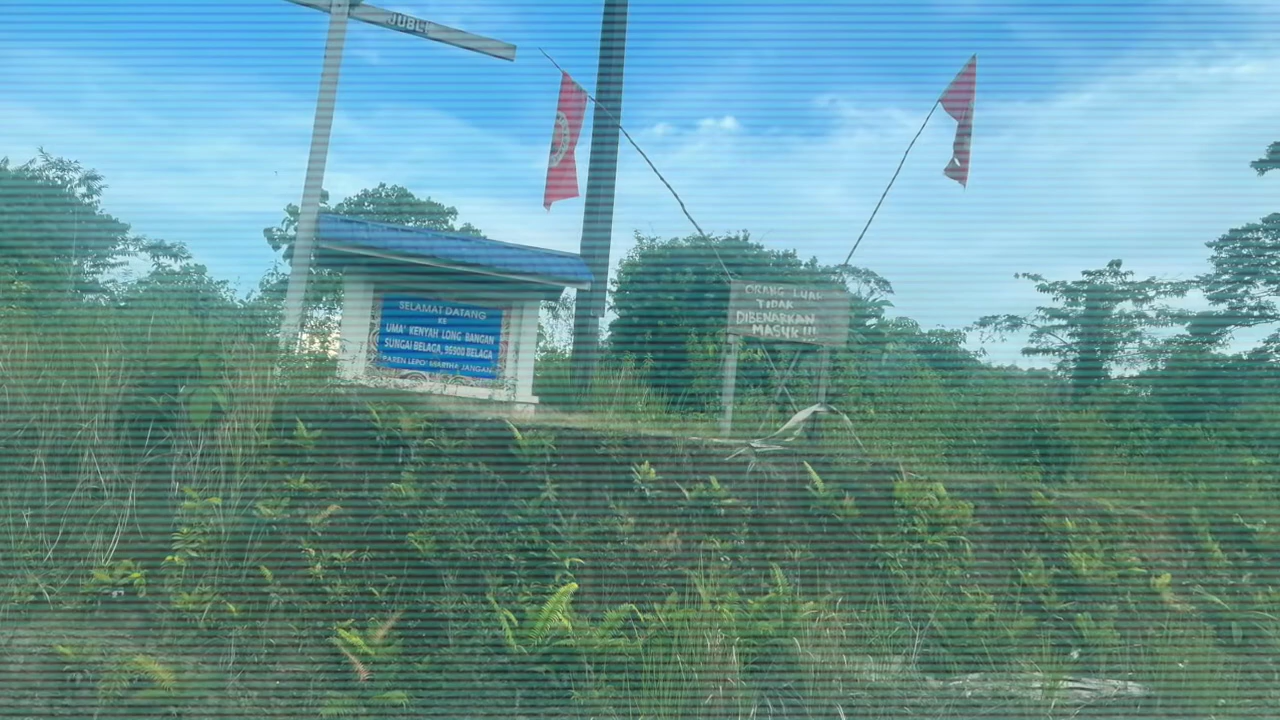 JUBLI
SELAMAT DATANG
KE
UMA' KENYAH LONG BANGAN
SUNGAI BELAGA, 96900 BELAGA
PAREN LEPO' MARTHA JANGAN
ORANG LUAR
TIDAK
DIBENARKAN
MASUK!!!